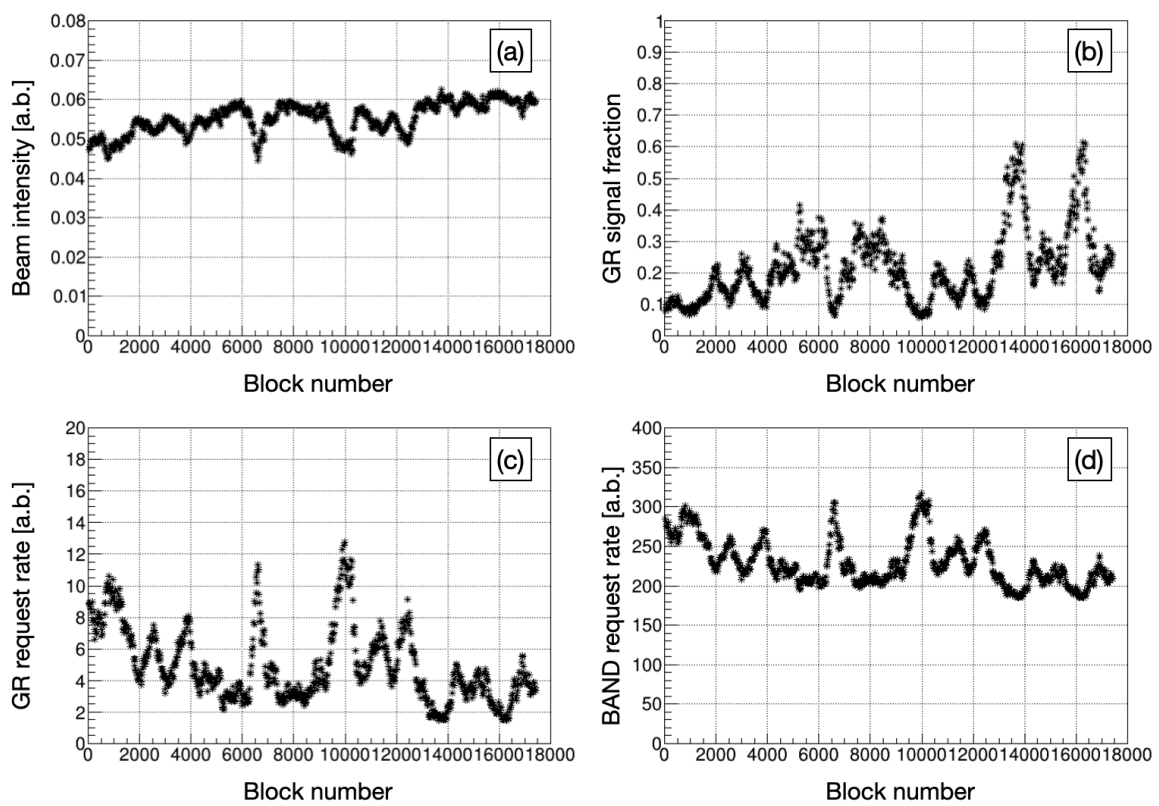 (a)
Beam intensity [a.b.]
0.08
0.07
0.06
0.05
0.04
0.03
0.02
0.01
0
0 2000 4000 6000 8000 10000 12000 14000 16000 18000
Block number
(b)
GR signal fraction
1
0.9
0.8
0.7
0.6
0.5
0.4
0.3
0.2
0.1
0
0 2000 4000 6000 8000 10000 12000 14000 16000 18000
Block number
(c)
GR request rate [a.b.]
20
18
16
14
12
10
8
6
4
2
0
0 2000 4000 6000 8000 10000 12000 14000 16000 18000
Block number
(d)
BAND request rate [a.b.]
400
350
300
250
200
150
100
50
0
0 2000 4000 6000 8000 10000 12000 14000 16000 18000
Block number